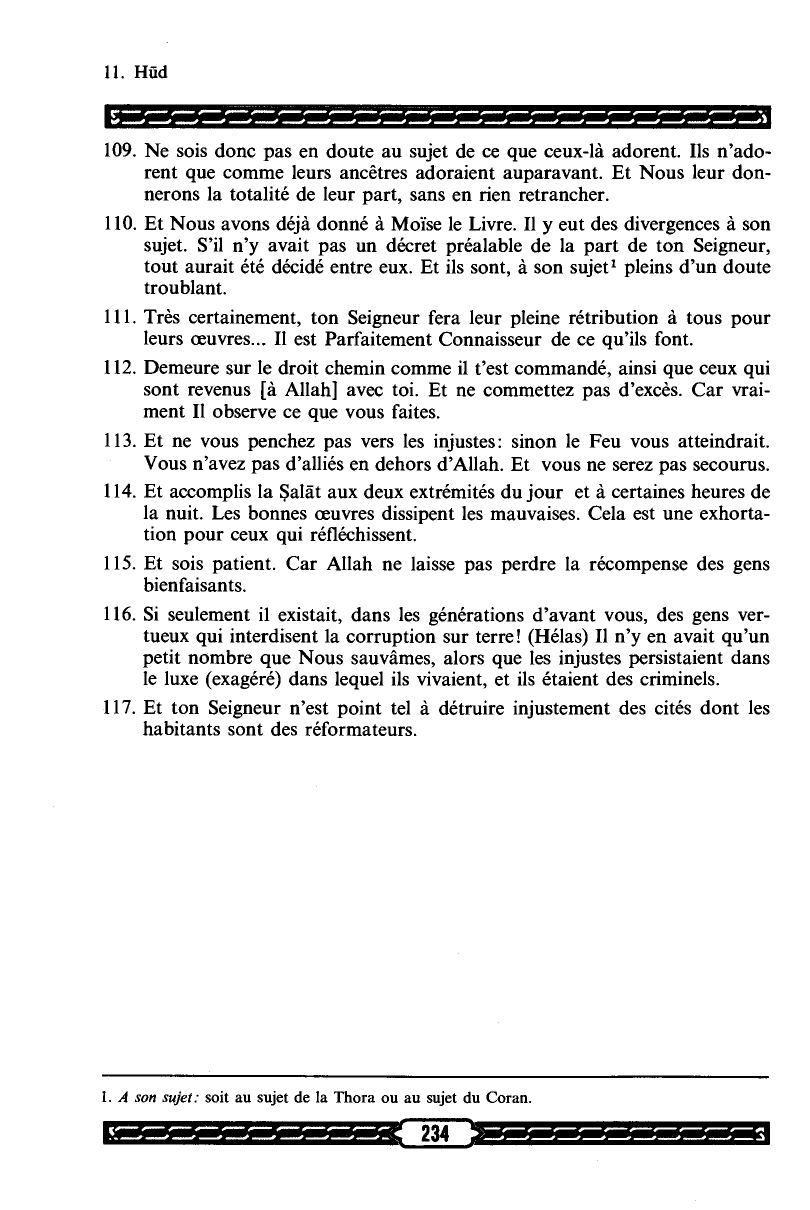 11. Hūd
109. Ne sois donc pas en doute au sujet de ce que ceux-là adorent. Ils n'ado-
rent que comme leurs ancêtres adoraient auparavant. Et Nous leur don-
nerons la totalité de leur part, sans en rien retrancher.
110. Et Nous avons déjà donné à Moïse le Livre. Il y eut des divergences à son
sujet. S'il n'y avait pas un décret préalable de la part de ton Seigneur,
tout aurait été décidé entre eux. Et ils sont, à son sujet¹ pleins d'un doute
troublant.
111. Très certainement, ton Seigneur fera leur pleine rétribution à tous pour
leurs œuvres... Il est Parfaitement Connaisseur de ce qu'ils font.
112. Demeure sur le droit chemin comme il t'est commandé, ainsi que ceux qui
sont revenus [à Allah] avec toi. Et ne commettez pas d'excès. Car vrai-
ment Il observe ce que vous faites.
113. Et ne vous penchez pas vers les injustes: sinon le Feu vous atteindrait.
Vous n'avez pas d'alliés en dehors d'Allah. Et vous ne serez pas secourus.
114. Et accomplis la Ṣalāt aux deux extrémités du jour et à certaines heures de
la nuit. Les bonnes œuvres dissipent les mauvaises. Cela est une exhorta-
tion pour ceux qui réfléchissent.
115. Et sois patient. Car Allah ne laisse pas perdre la récompense des gens
bienfaisants.
116. Si seulement il existait, dans les générations d'avant vous, des gens ver-
tueux qui interdisent la corruption sur terre! (Hélas) Il n'y en avait qu'un
petit nombre que Nous sauvâmes, alors que les injustes persistaient dans
le luxe (exagéré) dans lequel ils vivaient, et ils étaient des criminels.
117. Et ton Seigneur n'est point tel à détruire injustement des cités dont les
habitants sont des réformateurs.
1. A son sujet: soit au sujet de la Thora ou au sujet du Coran.
234